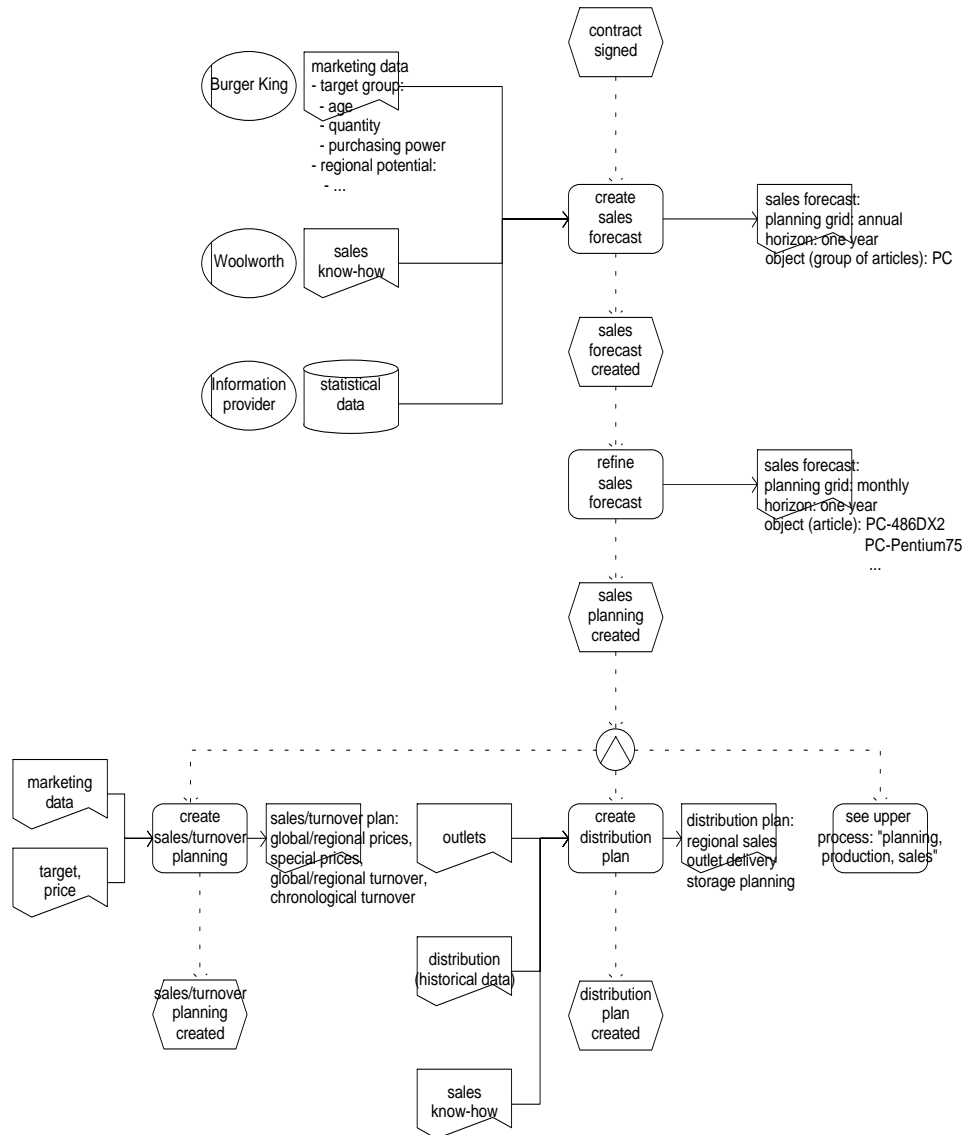 contract
signed
Burger King
marketing data
- target group:
- age
- quantity
- purchasing power
- regional potential:
- ...
create
sales
forecast
sales forecast:
planning grid: annual
horizon: one year
object (group of articles): PC
Woolworth
sales
know-how
sales
forecast
created
Information
provider
statistical
data
refine
sales
forecast
sales forecast:
planning grid: monthly
horizon: one year
object (article): PC-486DX2
PC-Pentium75
...
sales
planning
created
marketing
data
target,
price
create
sales/turnover
planning
sales/turnover plan:
global/regional prices,
special prices,
global/regional turnover,
chronological turnover
outlets
create
distribution
plan
distribution plan:
regional sales
outlet delivery
storage planning
see upper
process: "planning,
production, sales"
distribution
(historical data)
sales/turnover
planning
created
distribution
plan
created
sales
know-how